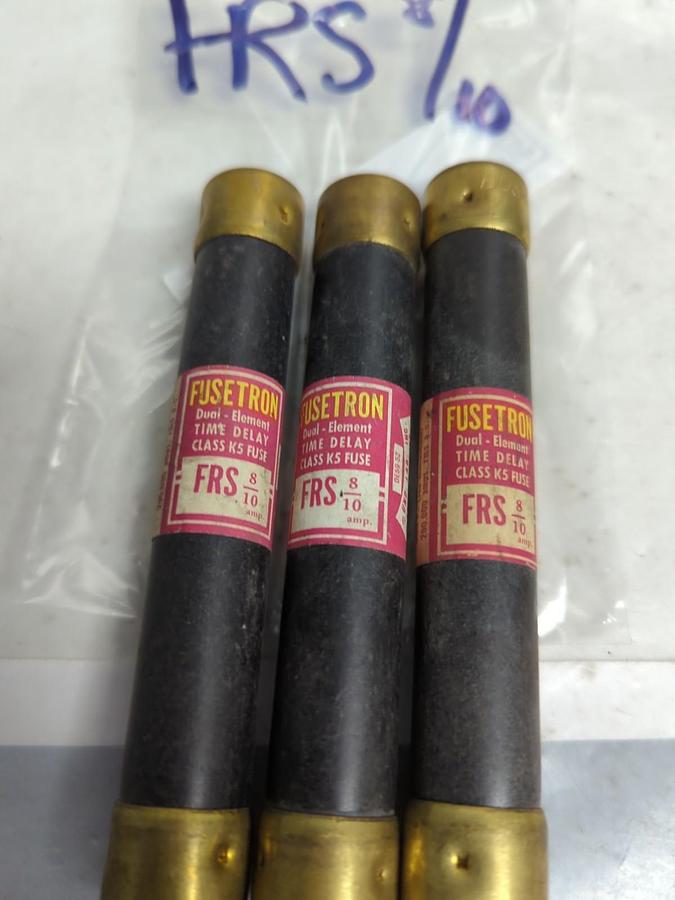 FRS 8/10
FUSETRON
Dual - Element
TIME DELAY
CLASS K5 FUSE
FRS 8/10
amp.
FUSETRON
Dual - Element
TIME DELAY
CLASS K5 FUSE
FRS 8/10
amp.
FUSETRON
Dual - Element
TIME DELAY
CLASS K5 FUSE
FRS 8/10
amp.